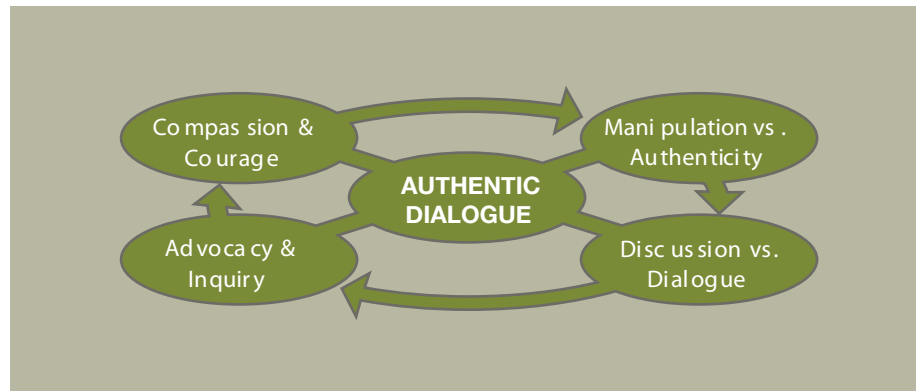 Compassion &
Courage
Manipulation vs.
Authenticity
AUTHENTIC
DIALOGUE
Advocacy &
Inquiry
Discussion vs.
Dialogue